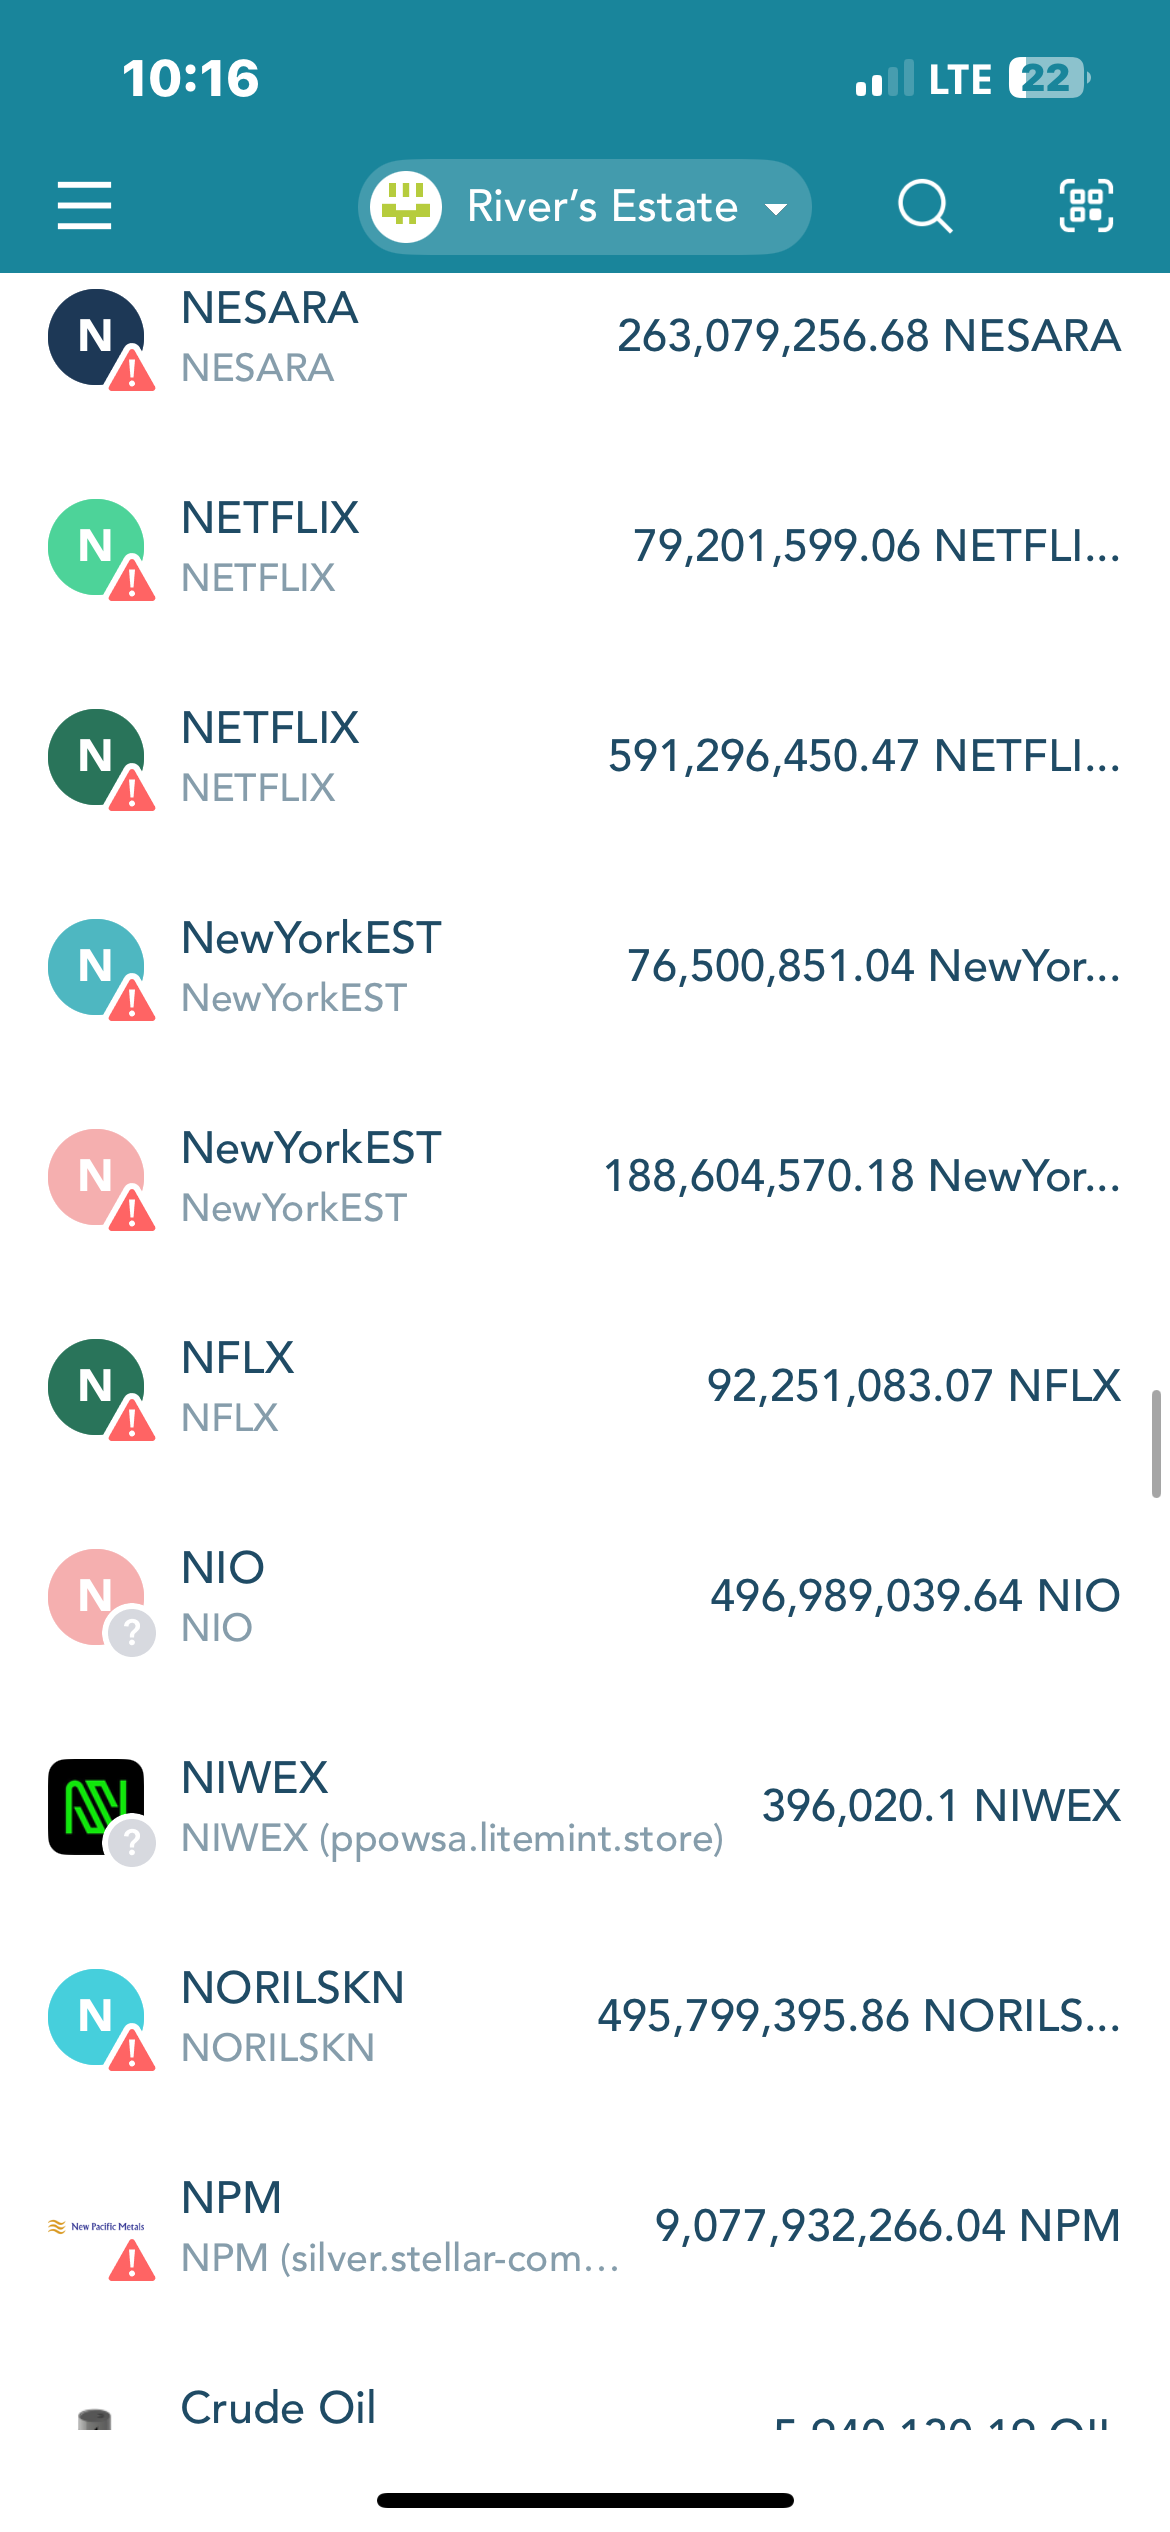 10:16
LTE 22
River's Estate
N
NESARA
NESARA
263,079,256.68 NESARA
N
NETFLIX
NETFLIX
79,201,599.06 NETFLI...
N
NETFLIX
NETFLIX
591,296,450.47 NETFLI...
N
NewYorkEST
NewYorkEST
76,500,851.04 NewYor...
N
NewYorkEST
NewYorkEST
188,604,570.18 NewYor...
N
NFLX
NFLX
92,251,083.07 NFLX
N
?
NIO
NIO
496,989,039.64 NIO
?
NIWEX
NIWEX (ppowsa.litemint.store)
396,020.1 NIWEX
N
NORILSKN
NORILSKN
495,799,395.86 NORILS...
New Pacific Metals
NPM
NPM (silver.stellar-com...
9,077,932,266.04 NPM
Crude Oil